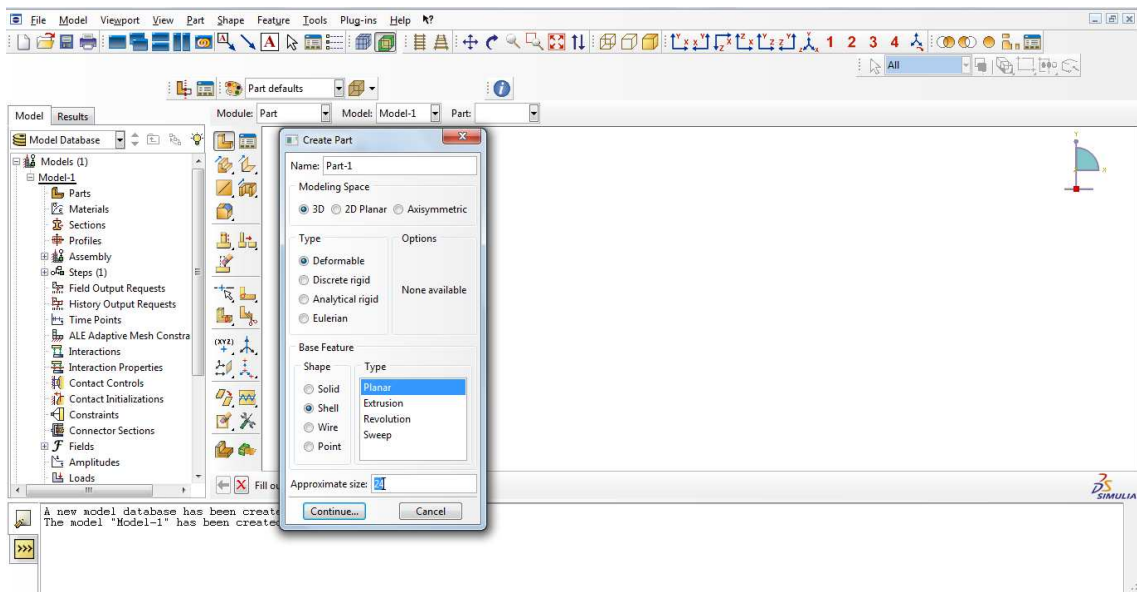 File Model Viewport View Part Shape Feature Tools Plug-ins Help
1 2 3 4
All
Part defaults
Model Results
Module: Part Model: Model-1 Part:
Model Database
Models (1)
Model-1
Parts
Materials
Sections
Profiles
Assembly
Steps (1)
Field Output Requests
History Output Requests
Time Points
ALE Adaptive Mesh Constra
Interactions
Interaction Properties
Contact Controls
Contact Initializations
Constraints
Connector Sections
Fields
Amplitudes
Loads
(XYZ)
Create Part
Name: Part-1
Modeling Space
3D 2D Planar Axisymmetric
Type Options
Deformable
Discrete rigid
Analytical rigid
Eulerian
None available
Base Feature
Shape Type
Solid
Shell
Wire
Point
Planar
Extrusion
Revolution
Sweep
Approximate size:
Continue... Cancel
Fill ou
Y
X
SIMULIA
A new model database has been create
The model "Model-1" has been created
>>>